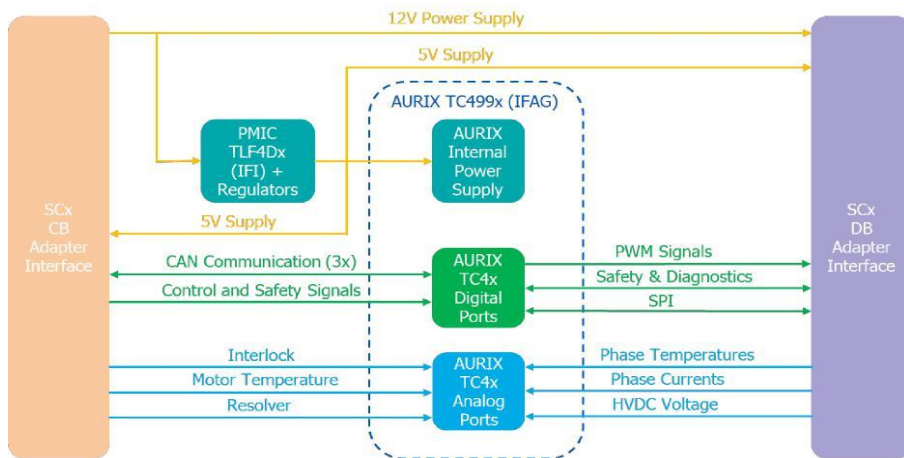 12V Power Supply
5V Supply
AURIX TC499x (IFAG)
PMIC
TLF4Dx
(IFI) +
Regulators
AURIX
Internal
Power
Supply
5V Supply
SCx
CB
Adapter
Interface
SCx
DB
Adapter
Interface
CAN Communication (3x)
Control and Safety Signals
AURIX
TC4x
Digital
Ports
PWM Signals
Safety & Diagnostics
SPI
Interlock
Motor Temperature
Resolver
AURIX
TC4x
Analog
Ports
Phase Temperatures
Phase Currents
HVDC Voltage